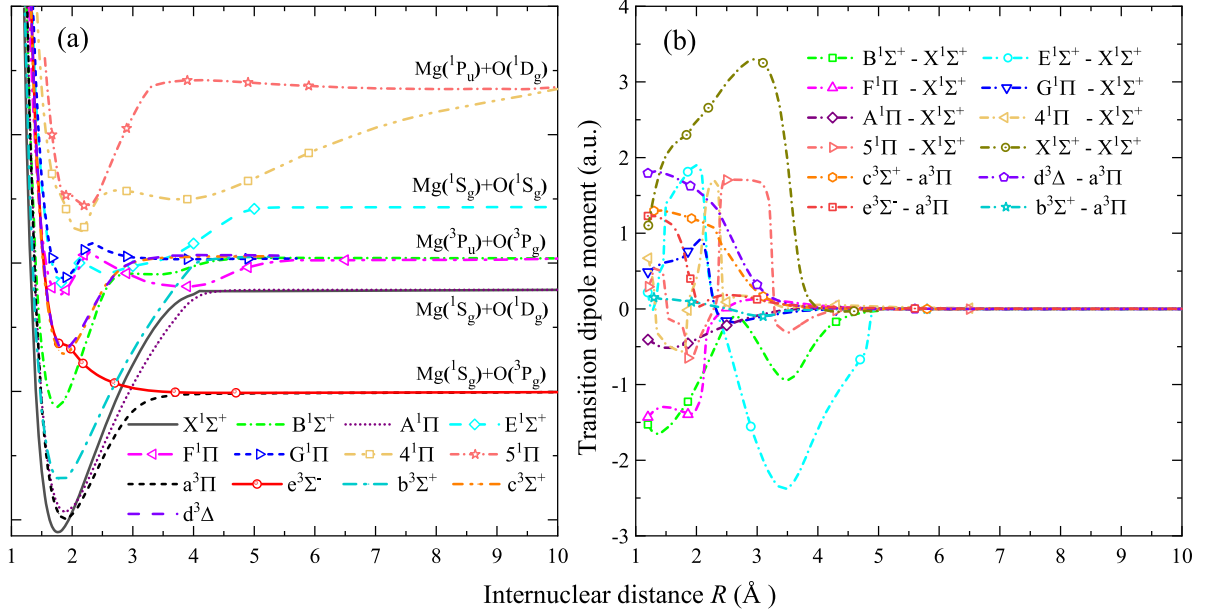 (a)
Mg(¹Pᵤ)+O(¹D_g)
Mg(¹S_g)+O(¹S_g)
Mg(³Pᵤ)+O(³P_g)
Mg(¹S_g)+O(¹D_g)
Mg(¹S_g)+O(³P_g)
X¹Σ⁺ B¹Σ⁺ A¹Π E¹Σ⁺
F¹Π G¹Π 4¹Π 5¹Π
a³Π e³Σ⁻ b³Σ⁺ c³Σ⁺
d³Δ
1 2 3 4 5 6 7 8 9 10
(b)
Transition dipole moment (a.u.)
4
3
2
1
0
-1
-2
-3
B¹Σ⁺ - X¹Σ⁺ E¹Σ⁺ - X¹Σ⁺
F¹Π - X¹Σ⁺ G¹Π - X¹Σ⁺
A¹Π - X¹Σ⁺ 4¹Π - X¹Σ⁺
5¹Π - X¹Σ⁺ X¹Σ⁺ - X¹Σ⁺
c³Σ⁺ - a³Π d³Δ - a³Π
e³Σ⁻ - a³Π b³Σ⁺ - a³Π
1 2 3 4 5 6 7 8 9 10
Internuclear distance R (Å )